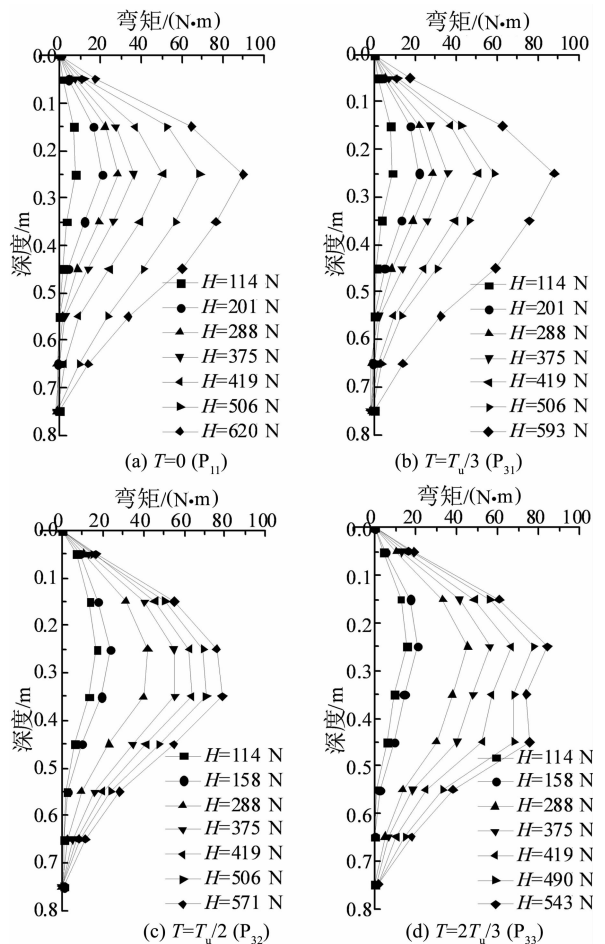 弯矩/(N•m)
0 20 40 60 80 100
0.0
0.1
0.2
0.3
0.4
0.5
0.6
0.7
0.8
深度/m
H=114 N
H=201 N
H=288 N
H=375 N
H=419 N
H=506 N
H=620 N
(a) T=0 (P11)
弯矩/(N•m)
0 20 40 60 80 100
0.0
0.1
0.2
0.3
0.4
0.5
0.6
0.7
0.8
深度/m
H=114 N
H=201 N
H=288 N
H=375 N
H=419 N
H=506 N
H=593 N
(b) T=Tu/3 (P31)
弯矩/(N•m)
0 20 40 60 80 100
0.0
0.1
0.2
0.3
0.4
0.5
0.6
0.7
0.8
深度/m
H=114 N
H=158 N
H=288 N
H=375 N
H=419 N
H=506 N
H=571 N
(c) T=Tu/2 (P32)
弯矩/(N•m)
0 20 40 60 80 100
0.0
0.1
0.2
0.3
0.4
0.5
0.6
0.7
0.8
深度/m
H=114 N
H=158 N
H=288 N
H=375 N
H=419 N
H=490 N
H=543 N
(d) T=2Tu/3 (P33)